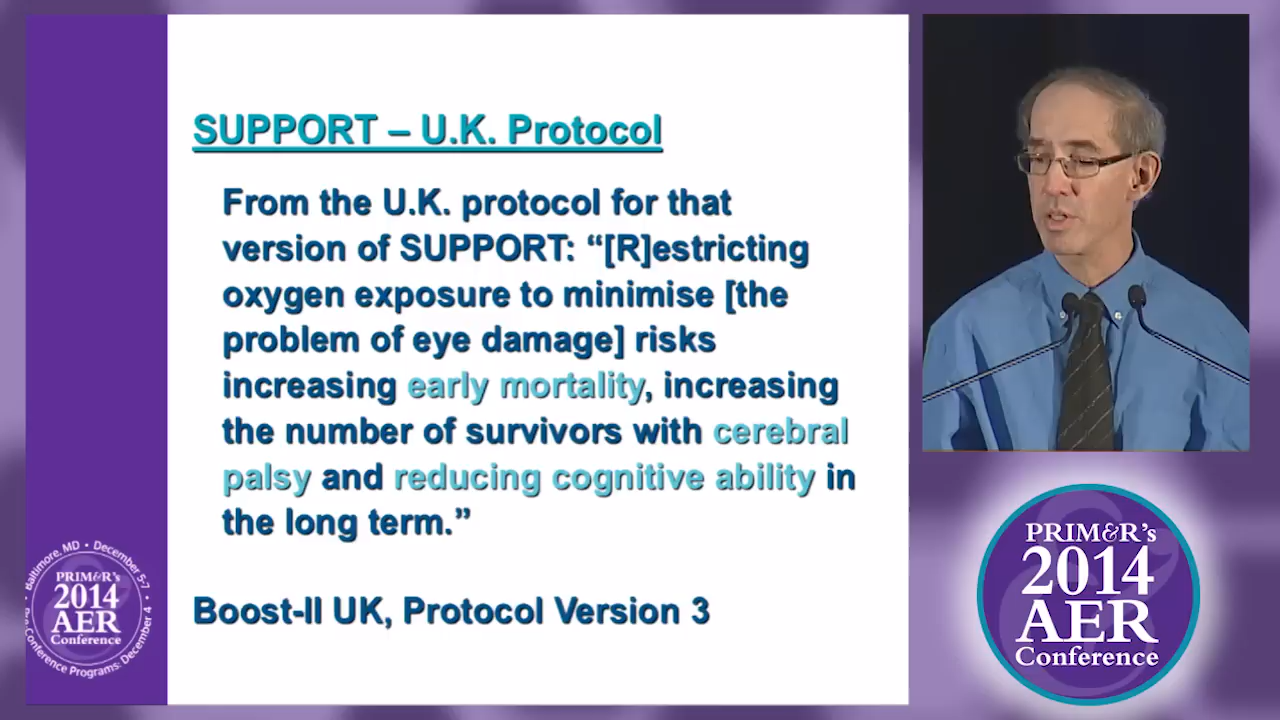 SUPPORT – U.K. Protocol
From the U.K. protocol for that
version of SUPPORT: “[R]estricting
oxygen exposure to minimise [the
problem of eye damage] risks
increasing early mortality, increasing
the number of survivors with cerebral
palsy and reducing cognitive ability in
the long term.”
Boost-II UK, Protocol Version 3
Baltimore, MD • December 5-7
PRIM&R's
2014
AER
Conference
Conference Programs: December 4
PRIM&R's
2014
AER
Conference